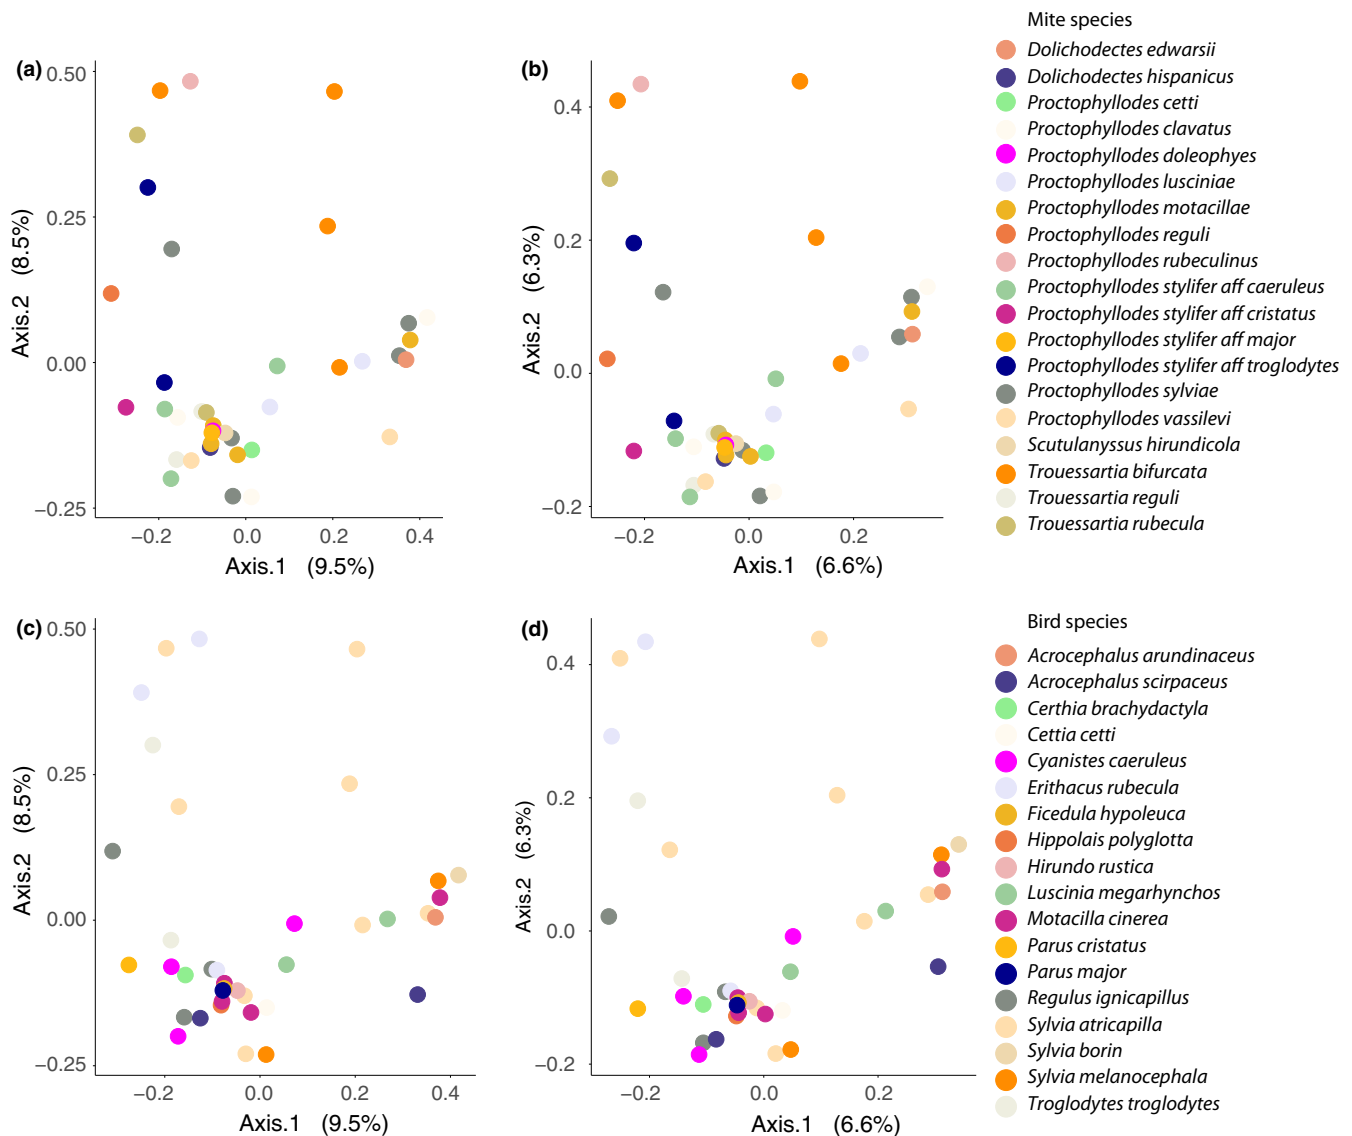 (a)
0.50
0.25
0.00
−0.25
Axis.2 (8.5%)
−0.2 0.0 0.2 0.4
Axis.1 (9.5%)
(b)
0.4
0.2
0.0
−0.2
Axis.2 (6.3%)
−0.2 0.0 0.2
Axis.1 (6.6%)
Mite species
Dolichodectes edwarsii
Dolichodectes hispanicus
Proctophyllodes cetti
Proctophyllodes clavatus
Proctophyllodes doleophyes
Proctophyllodes lusciniae
Proctophyllodes motacillae
Proctophyllodes reguli
Proctophyllodes rubeculinus
Proctophyllodes stylifer aff caeruleus
Proctophyllodes stylifer aff cristatus
Proctophyllodes stylifer aff major
Proctophyllodes stylifer aff troglodytes
Proctophyllodes sylviae
Proctophyllodes vassilevi
Scutulanyssus hirundicola
Trouessartia bifurcata
Trouessartia reguli
Trouessartia rubecula
(c)
0.50
0.25
0.00
−0.25
Axis.2 (8.5%)
−0.2 0.0 0.2 0.4
Axis.1 (9.5%)
(d)
0.4
0.2
0.0
−0.2
Axis.2 (6.3%)
−0.2 0.0 0.2
Axis.1 (6.6%)
Bird species
Acrocephalus arundinaceus
Acrocephalus scirpaceus
Certhia brachydactyla
Cettia cetti
Cyanistes caeruleus
Erithacus rubecula
Ficedula hypoleuca
Hippolais polyglotta
Hirundo rustica
Luscinia megarhynchos
Motacilla cinerea
Parus cristatus
Parus major
Regulus ignicapillus
Sylvia atricapilla
Sylvia borin
Sylvia melanocephala
Troglodytes troglodytes